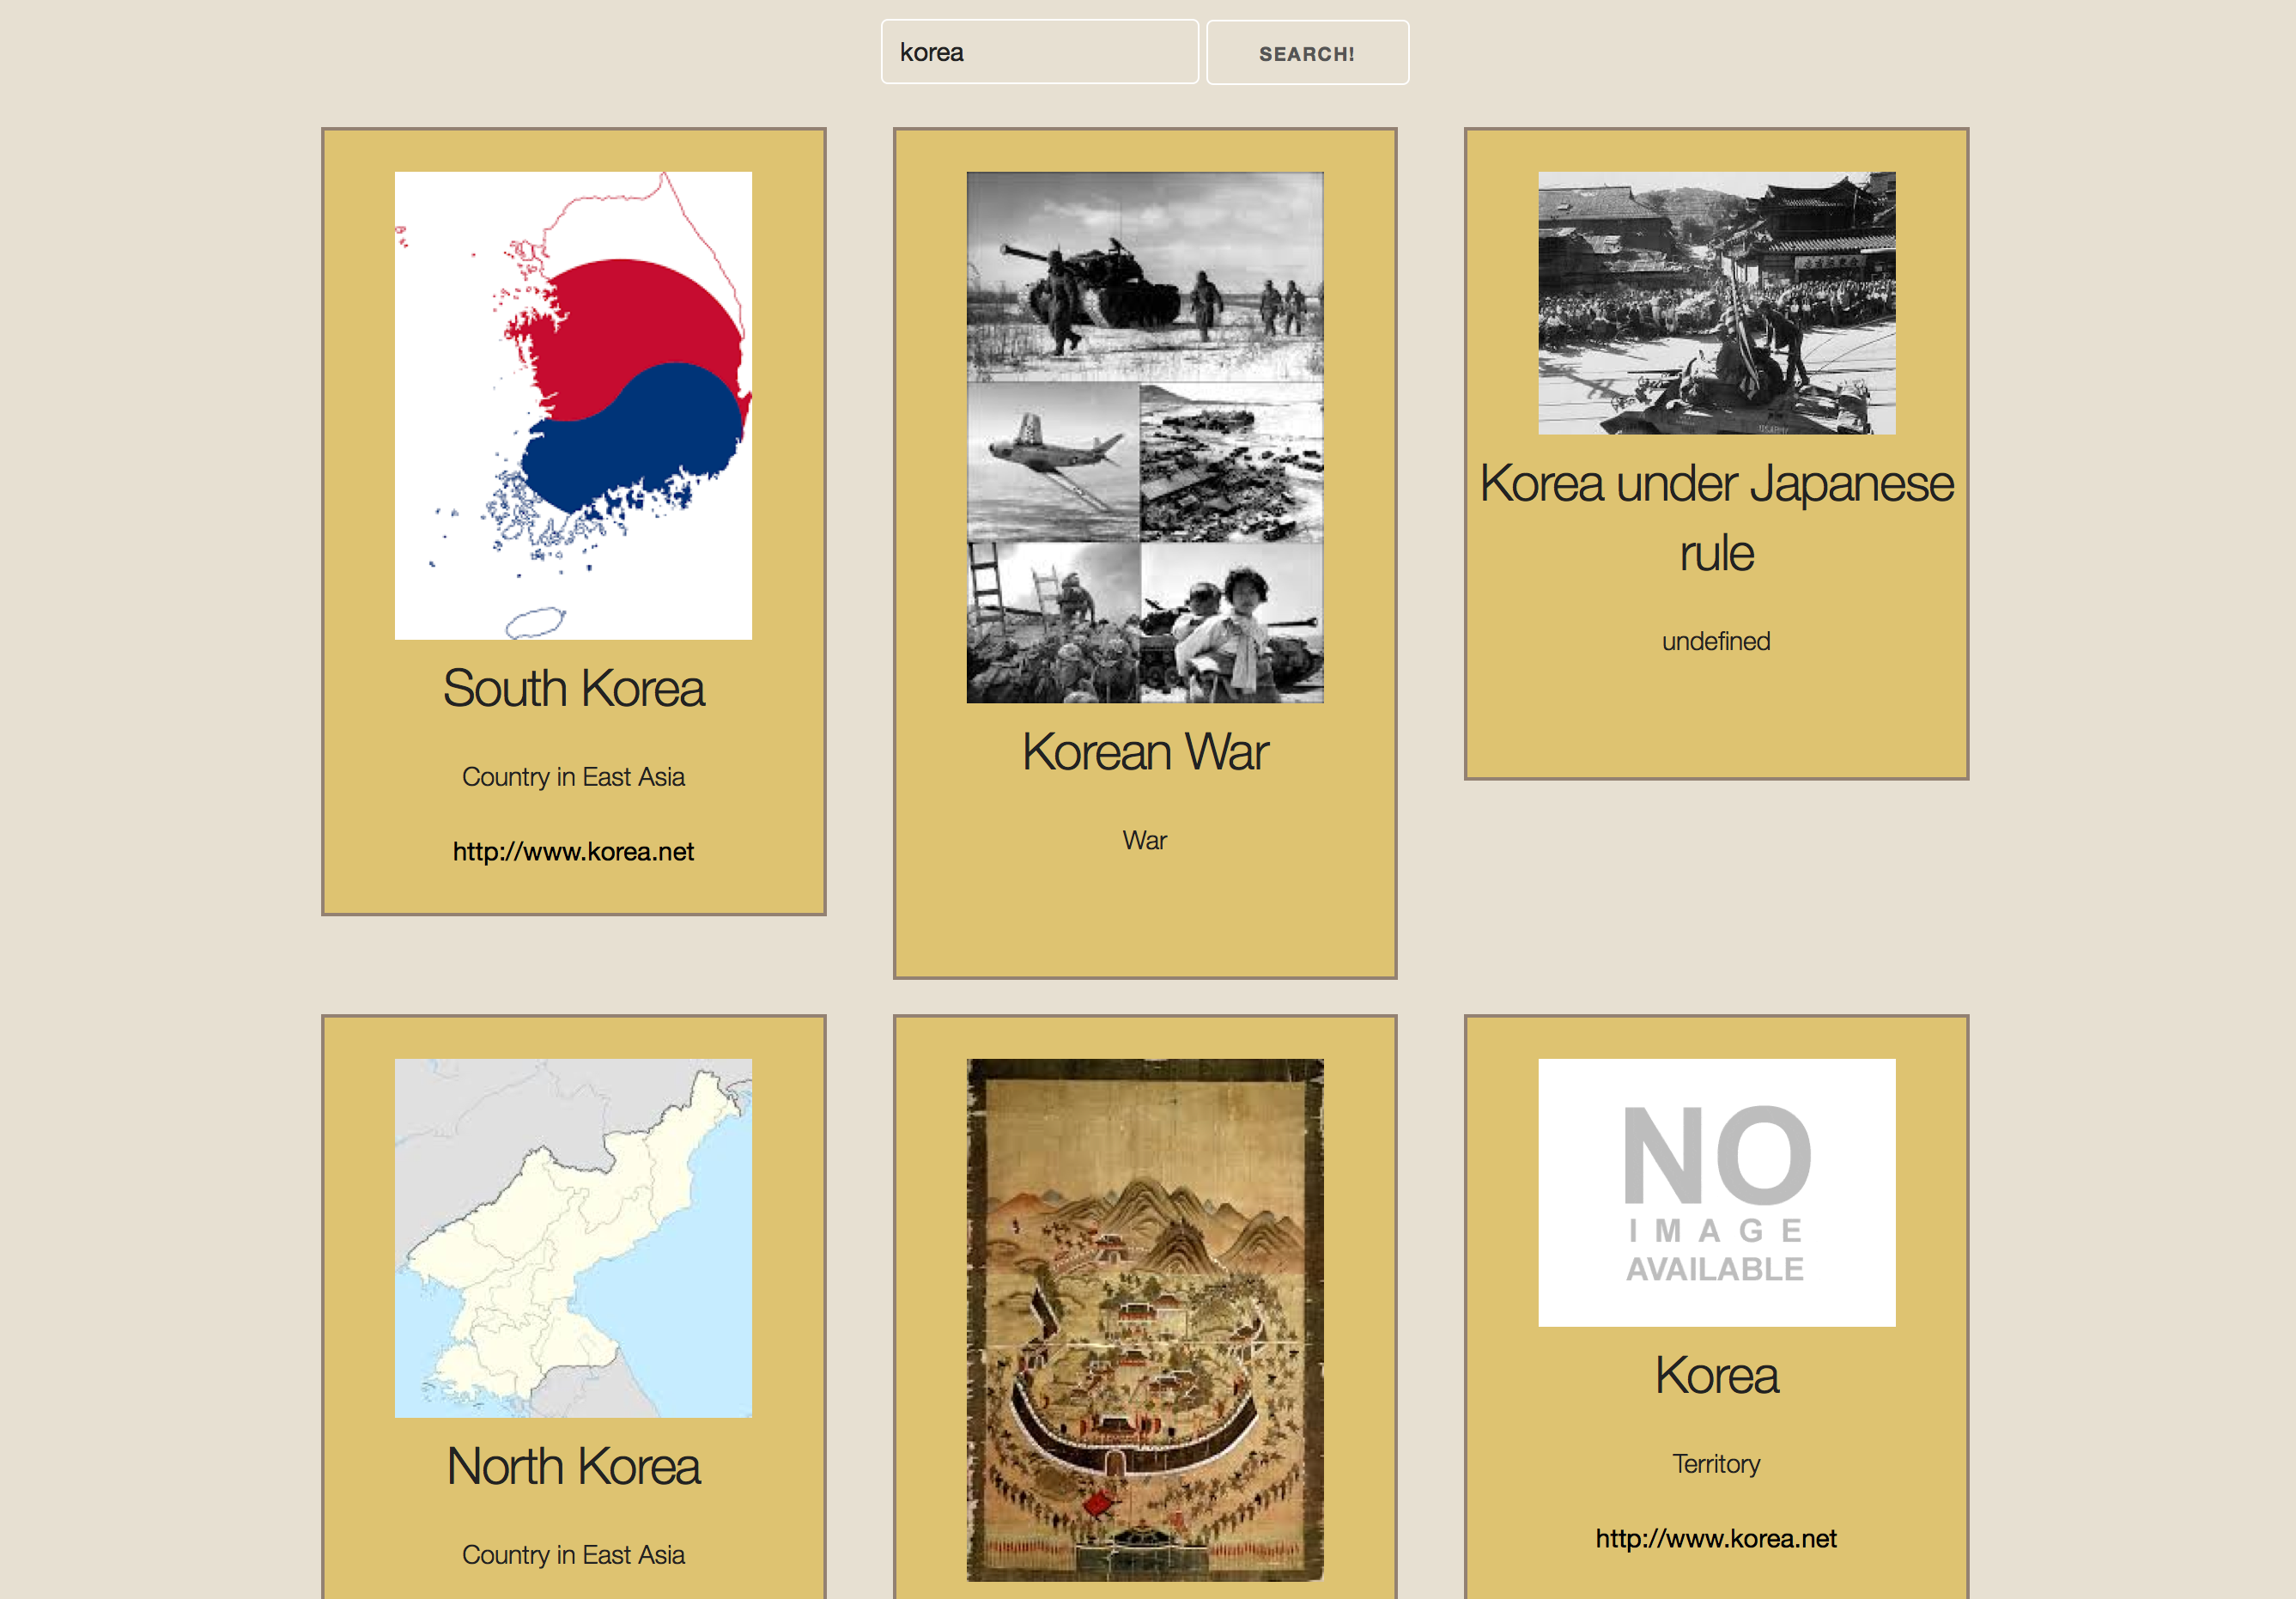 korea
SEARCH!
South Korea
Country in East Asia
http://www.korea.net
Korean War
War
Korea under Japanese
rule
undefined
North Korea
Country in East Asia
NO
IMAGE
AVAILABLE
Korea
Territory
http://www.korea.net